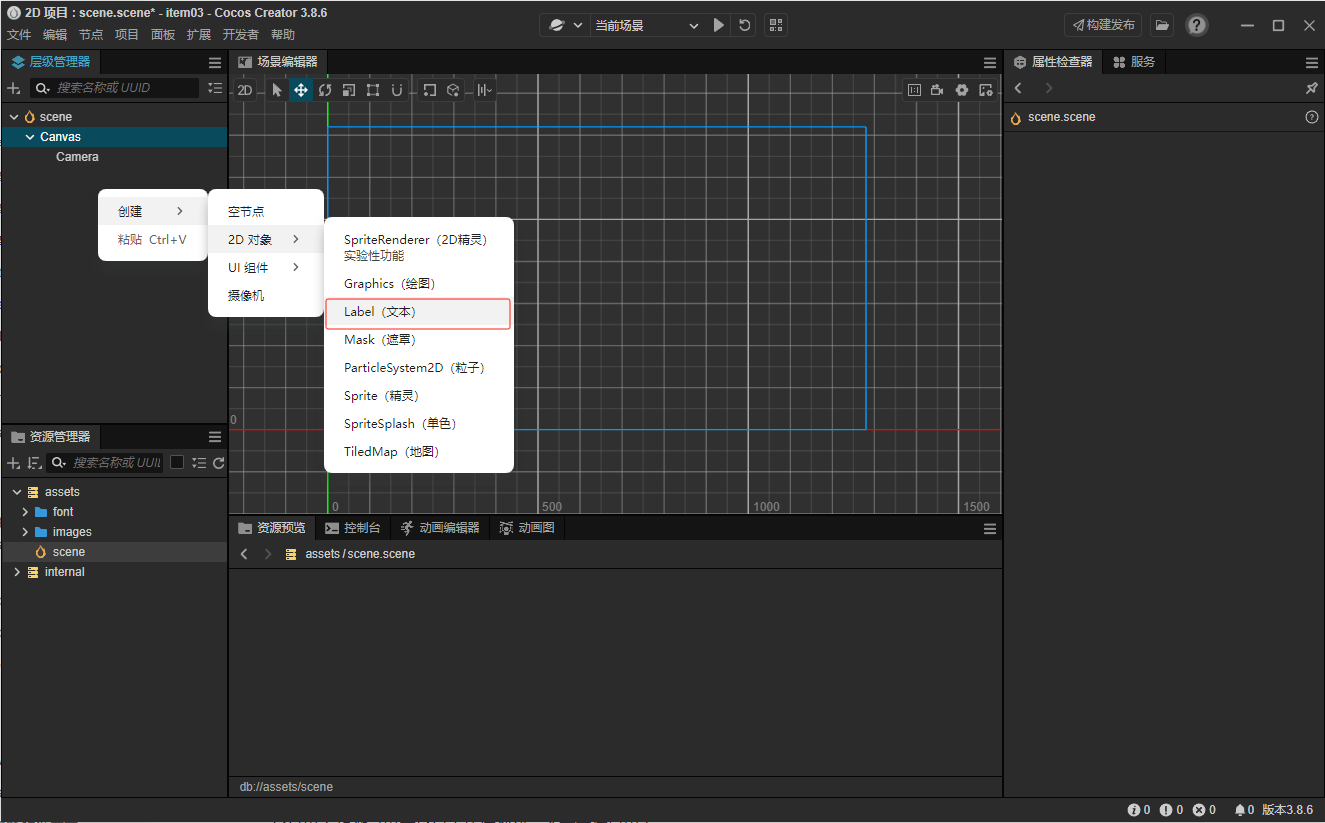 2D 项目 : scene.scene* - item03 - Cocos Creator 3.8.6
文件 编辑 节点 项目 面板 扩展 开发者 帮助
当前场景
构建发布
层级管理器
搜索名称或 UUID
scene
Canvas
Camera
创建
粘贴 Ctrl+V
空节点
2D 对象
UI 组件
摄像机
SpriteRenderer（2D精灵）
实验性功能
Graphics（绘图）
Label（文本）
Mask（遮罩）
ParticleSystem2D（粒子）
Sprite（精灵）
SpriteSplash（单色）
TiledMap（地图）
场景编辑器
2D
0
0
500
1000
1500
资源管理器
搜索名称或 UUI
assets
font
images
scene
internal
资源预览 控制台 动画编辑器 动画图
assets / scene.scene
db://assets/scene
属性检查器 服务
scene.scene
0 0 0 0 版本3.8.6